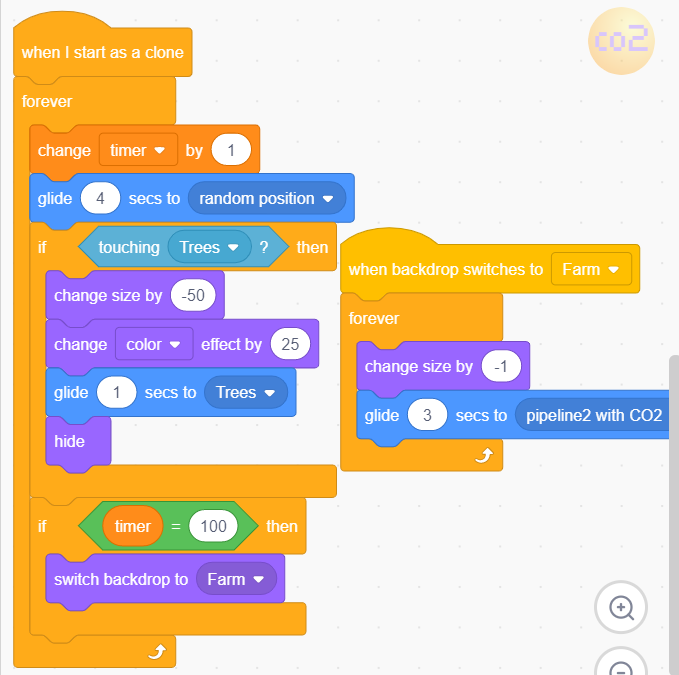 co2
when I start as a clone
forever
change timer by 1
glide 4 secs to random position
if touching Trees ? then
change size by -50
change color effect by 25
glide 1 secs to Trees
hide
if timer = 100 then
switch backdrop to Farm
when backdrop switches to Farm
forever
change size by -1
glide 3 secs to pipeline2 with CO2